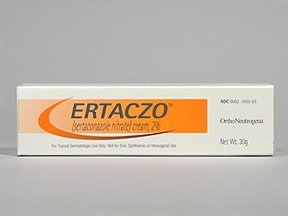 ERTACZO™
(sertaconazole nitrate) cream, 2%
For Topical Dermatologic Use Only- Not for Oral, Ophthalmic or Intravaginal Use
NDC 0062-1650-03
OrthoNeutrogena
Net Wt. 30g